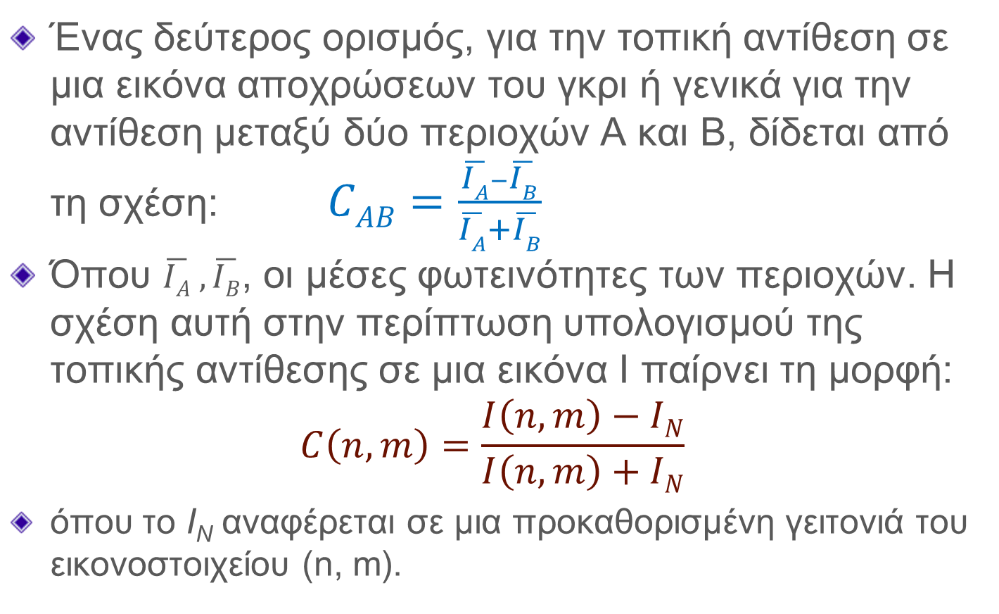 Ένας δεύτερος ορισμός, για την τοπική αντίθεση σε
μια εικόνα αποχρώσεων του γκρι ή γενικά για την
αντίθεση μεταξύ δύο περιοχών Α και Β, δίδεται από
τη σχέση: $C_{AB} = \frac{\overline{I}_A - \overline{I}_B}{\overline{I}_A + \overline{I}_B}$
Όπου $\overline{I}_A, \overline{I}_B$, οι μέσες φωτεινότητες των περιοχών. Η
σχέση αυτή στην περίπτωση υπολογισμού της
τοπικής αντίθεσης σε μια εικόνα Ι παίρνει τη μορφή:
$C(n,m) = \frac{I(n,m) - I_N}{I(n,m) + I_N}$
όπου το $I_N$ αναφέρεται σε μια προκαθορισμένη γειτονιά του
εικονοστοιχείου (n, m).